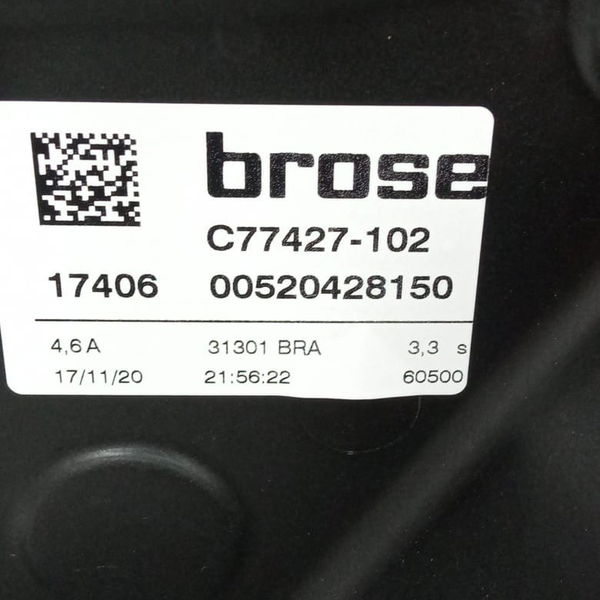 brose
C77427-102
17406 00520428150
4,6 A 31301 BRA 3,3 s
17/11/20 21:56:22 60500